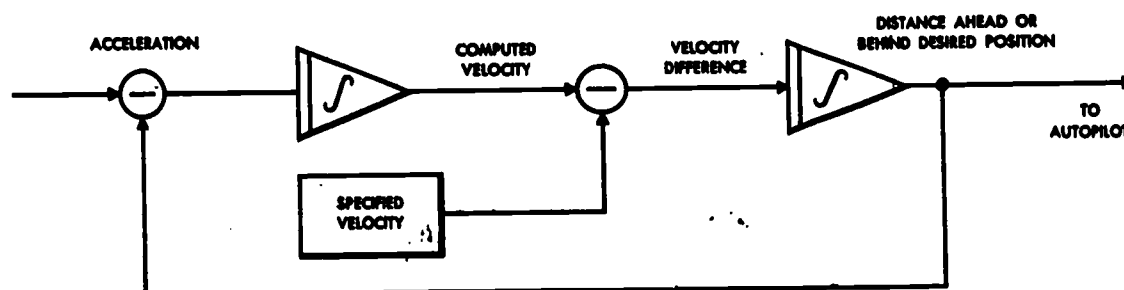 ACCELERATION
COMPUTED
VELOCITY
VELOCITY
DIFFERENCE
DISTANCE AHEAD OR
BEHIND DESIRED POSITION
TO
AUTOPILOT
SPECIFIED
VELOCITY